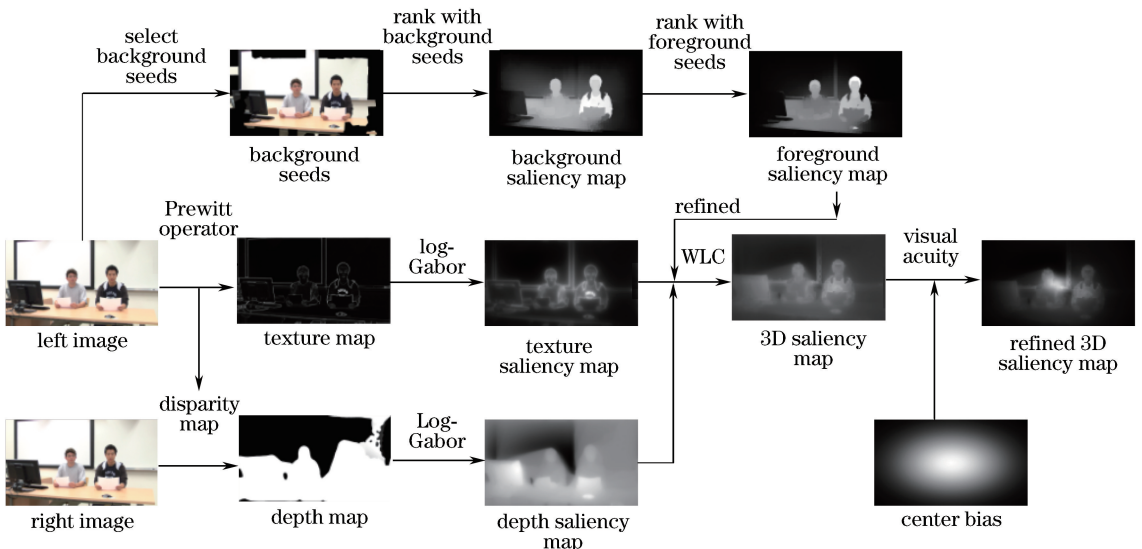 select
background
seeds
rank with
background
seeds
rank with
foreground
seeds
background
seeds
background
saliency map
foreground
saliency map
refined
Prewitt
operator
log-
Gabor
WLC
visual
acuity
left image
texture map
texture
saliency map
3D saliency
map
refined 3D
saliency map
disparity
map
Log-
Gabor
right image
depth map
depth saliency
map
center bias